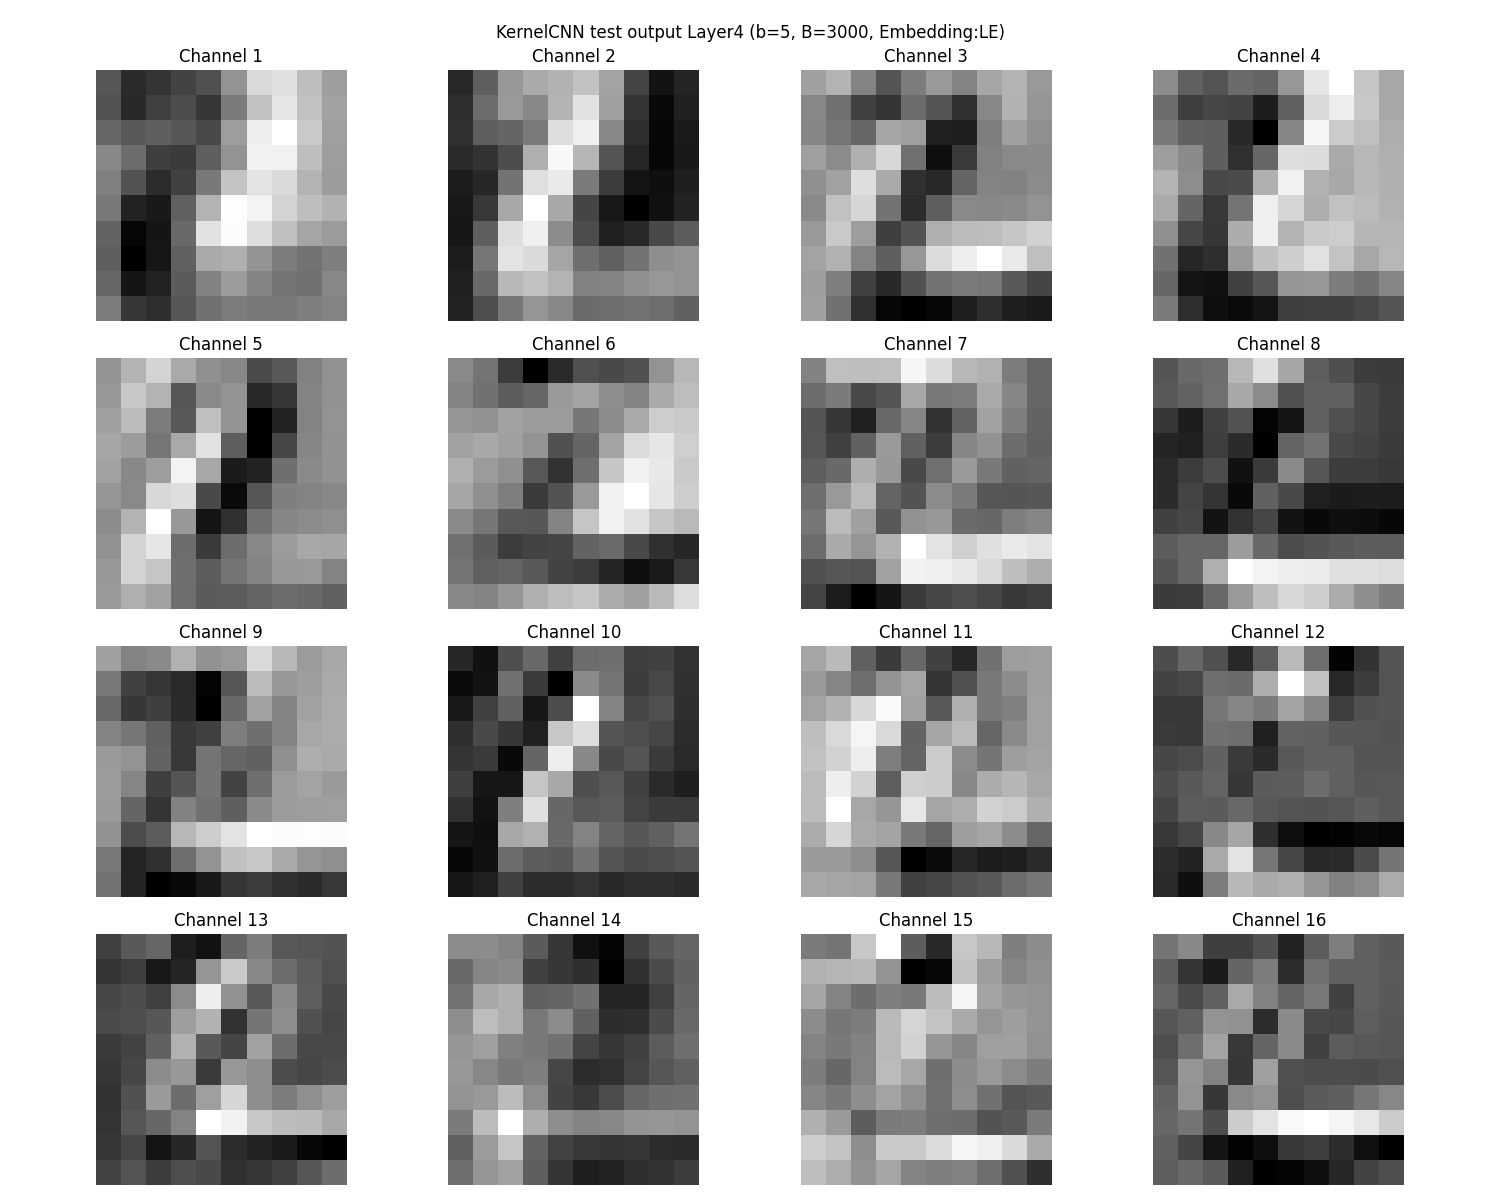 KernelCNN test output Layer4 (b=5, B=3000, Embedding:LE)
Channel 1
Channel 2
Channel 3
Channel 4
Channel 5
Channel 6
Channel 7
Channel 8
Channel 9
Channel 10
Channel 11
Channel 12
Channel 13
Channel 14
Channel 15
Channel 16